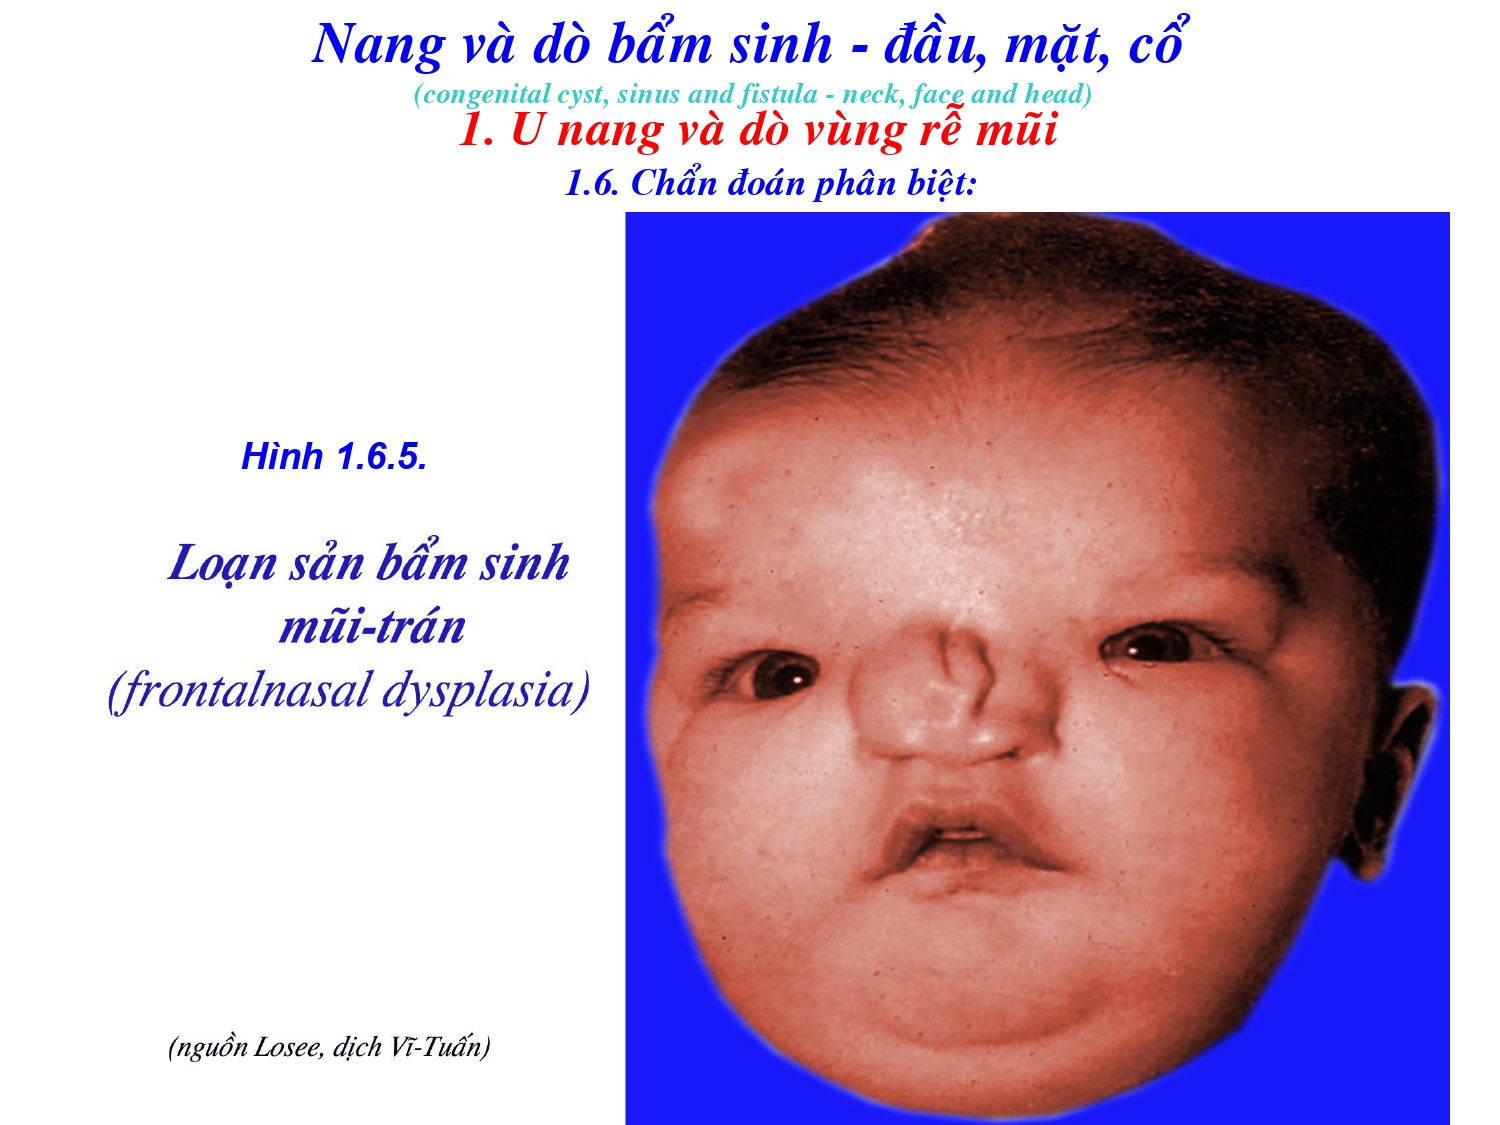 Nang và dò bẩm sinh - đầu, mặt, cổ
(congenital cyst, sinus and fistula - neck, face and head)
1. U nang và dò vùng rễ mũi
1.6. Chẩn đoán phân biệt:
Hình 1.6.5.
Loạn sản bẩm sinh
mũi-trán
(frontalnasal dysplasia)
(nguồn Losee, dịch Vĩ-Tuấn)